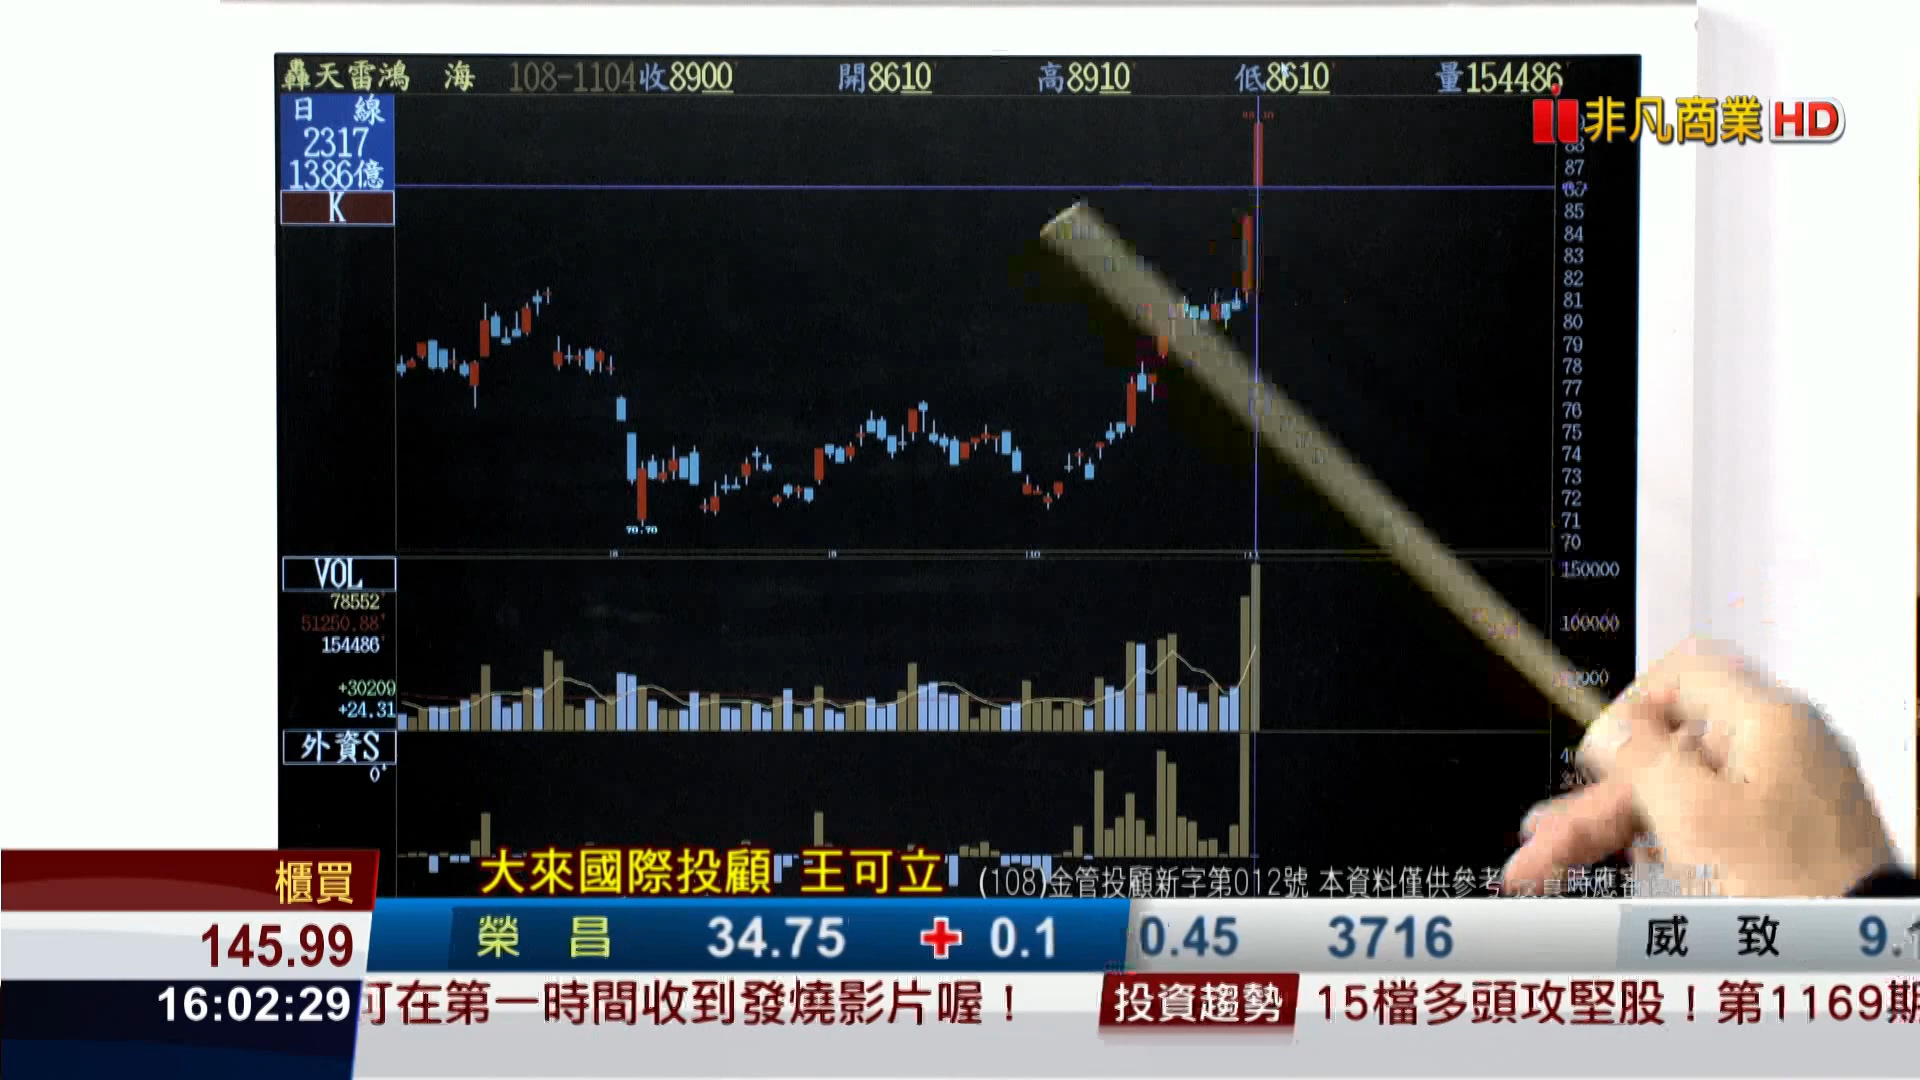 轟天雷鴻 海 108-1104收8900 開8610 高8910 低8610 量154486
日 線
2317
1386億
K
非凡商業HD
88
87
85
84
83
82
81
80
79
78
77
76
75
74
73
72
71
70
70.70
10
VOL
78552
51250.88
154486
+30209
+24.31
150000
100000
外資S
0
櫃買
145.99
16:02:29
大來國際投顧 王可立
(108)金管投顧新字第012號 本資料僅供參考
榮 昌 34.75 + 0.1 0.45 3716 威 致 9.
可在第一時間收到發燒影片喔! 投資趨勢 15檔多頭攻堅股!第1169期